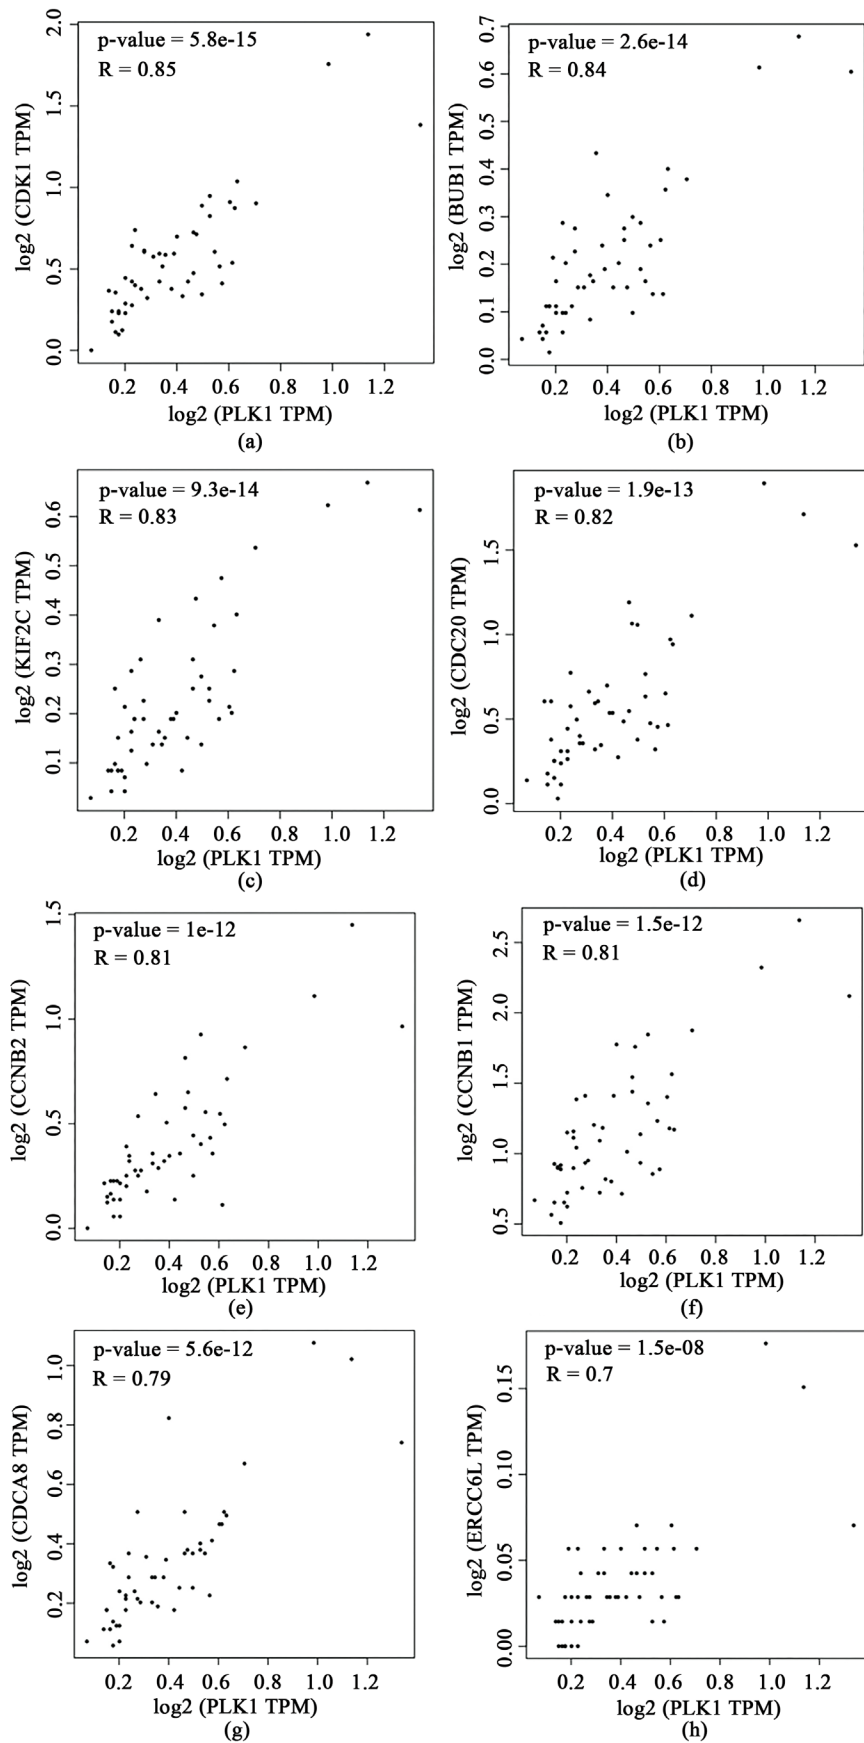 p-value = 5.8e-15
R = 0.85
log2 (CDK1 TPM)
0.0 0.5 1.0 1.5 2.0
0.2 0.4 0.6 0.8 1.0 1.2
log2 (PLK1 TPM)
(a)
p-value = 2.6e-14
R = 0.84
log2 (BUB1 TPM)
0.0 0.1 0.2 0.3 0.4 0.5 0.6 0.7
0.2 0.4 0.6 0.8 1.0 1.2
log2 (PLK1 TPM)
(b)
p-value = 9.3e-14
R = 0.83
log2 (KIF2C TPM)
0.1 0.2 0.3 0.4 0.5 0.6
0.2 0.4 0.6 0.8 1.0 1.2
log2 (PLK1 TPM)
(c)
p-value = 1.9e-13
R = 0.82
log2 (CDC20 TPM)
0.0 0.5 1.0 1.5
0.2 0.4 0.6 0.8 1.0 1.2
log2 (PLK1 TPM)
(d)
p-value = 1e-12
R = 0.81
log2 (CCNB2 TPM)
0.0 0.5 1.0 1.5
0.2 0.4 0.6 0.8 1.0 1.2
log2 (PLK1 TPM)
(e)
p-value = 1.5e-12
R = 0.81
log2 (CCNB1 TPM)
0.5 1.0 1.5 2.0 2.5
0.2 0.4 0.6 0.8 1.0 1.2
log2 (PLK1 TPM)
(f)
p-value = 5.6e-12
R = 0.79
log2 (CDCA8 TPM)
0.2 0.4 0.6 0.8 1.0
0.2 0.4 0.6 0.8 1.0 1.2
log2 (PLK1 TPM)
(g)
p-value = 1.5e-08
R = 0.7
log2 (ERCC6L TPM)
0.00 0.05 0.10 0.15
0.2 0.4 0.6 0.8 1.0 1.2
log2 (PLK1 TPM)
(h)